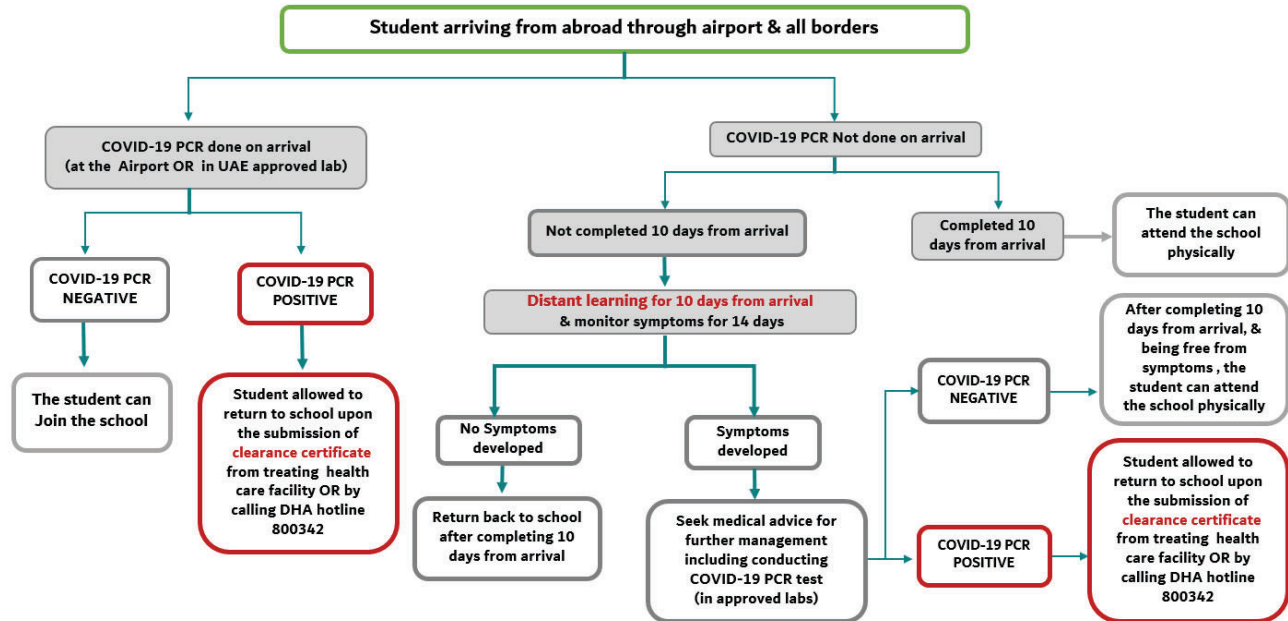 Student arriving from abroad through airport & all borders
COVID-19 PCR done on arrival
(at the Airport OR in UAE approved lab)
COVID-19 PCR Not done on arrival
COVID-19 PCR
NEGATIVE
The student can
Join the school
COVID-19 PCR
POSITIVE
Student allowed to
return to school upon
the submission of
clearance certificate
from treating health
care facility OR by
calling DHA hotline
800342
Not completed 10 days from arrival
Distant learning for 10 days from arrival
& monitor symptoms for 14 days
No Symptoms
developed
Return back to school
after completing 10
days from arrival
Symptoms
developed
Seek medical advice for
further management
including conducting
COVID-19 PCR test
(in approved labs)
Completed 10
days from arrival
The student can
attend the school
physically
COVID-19 PCR
NEGATIVE
After completing 10
days from arrival, &
being free from
symptoms , the
student can attend
the school physically
COVID-19 PCR
POSITIVE
Student allowed to
return to school upon
the submission of
clearance certificate
from treating health
care facility OR by
calling DHA hotline
800342